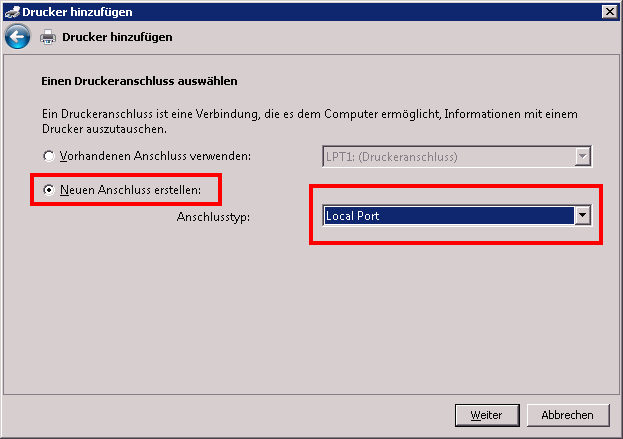 Drucker hinzufügen
Drucker hinzufügen
Einen Druckeranschluss auswählen
Ein Druckeranschluss ist eine Verbindung, die es dem Computer ermöglicht, Informationen mit einem
Drucker auszutauschen.
Vorhandenen Anschluss verwenden: LPT1: (Druckeranschluss)
Neuen Anschluss erstellen:
Anschlusstyp: Local Port
Weiter Abbrechen